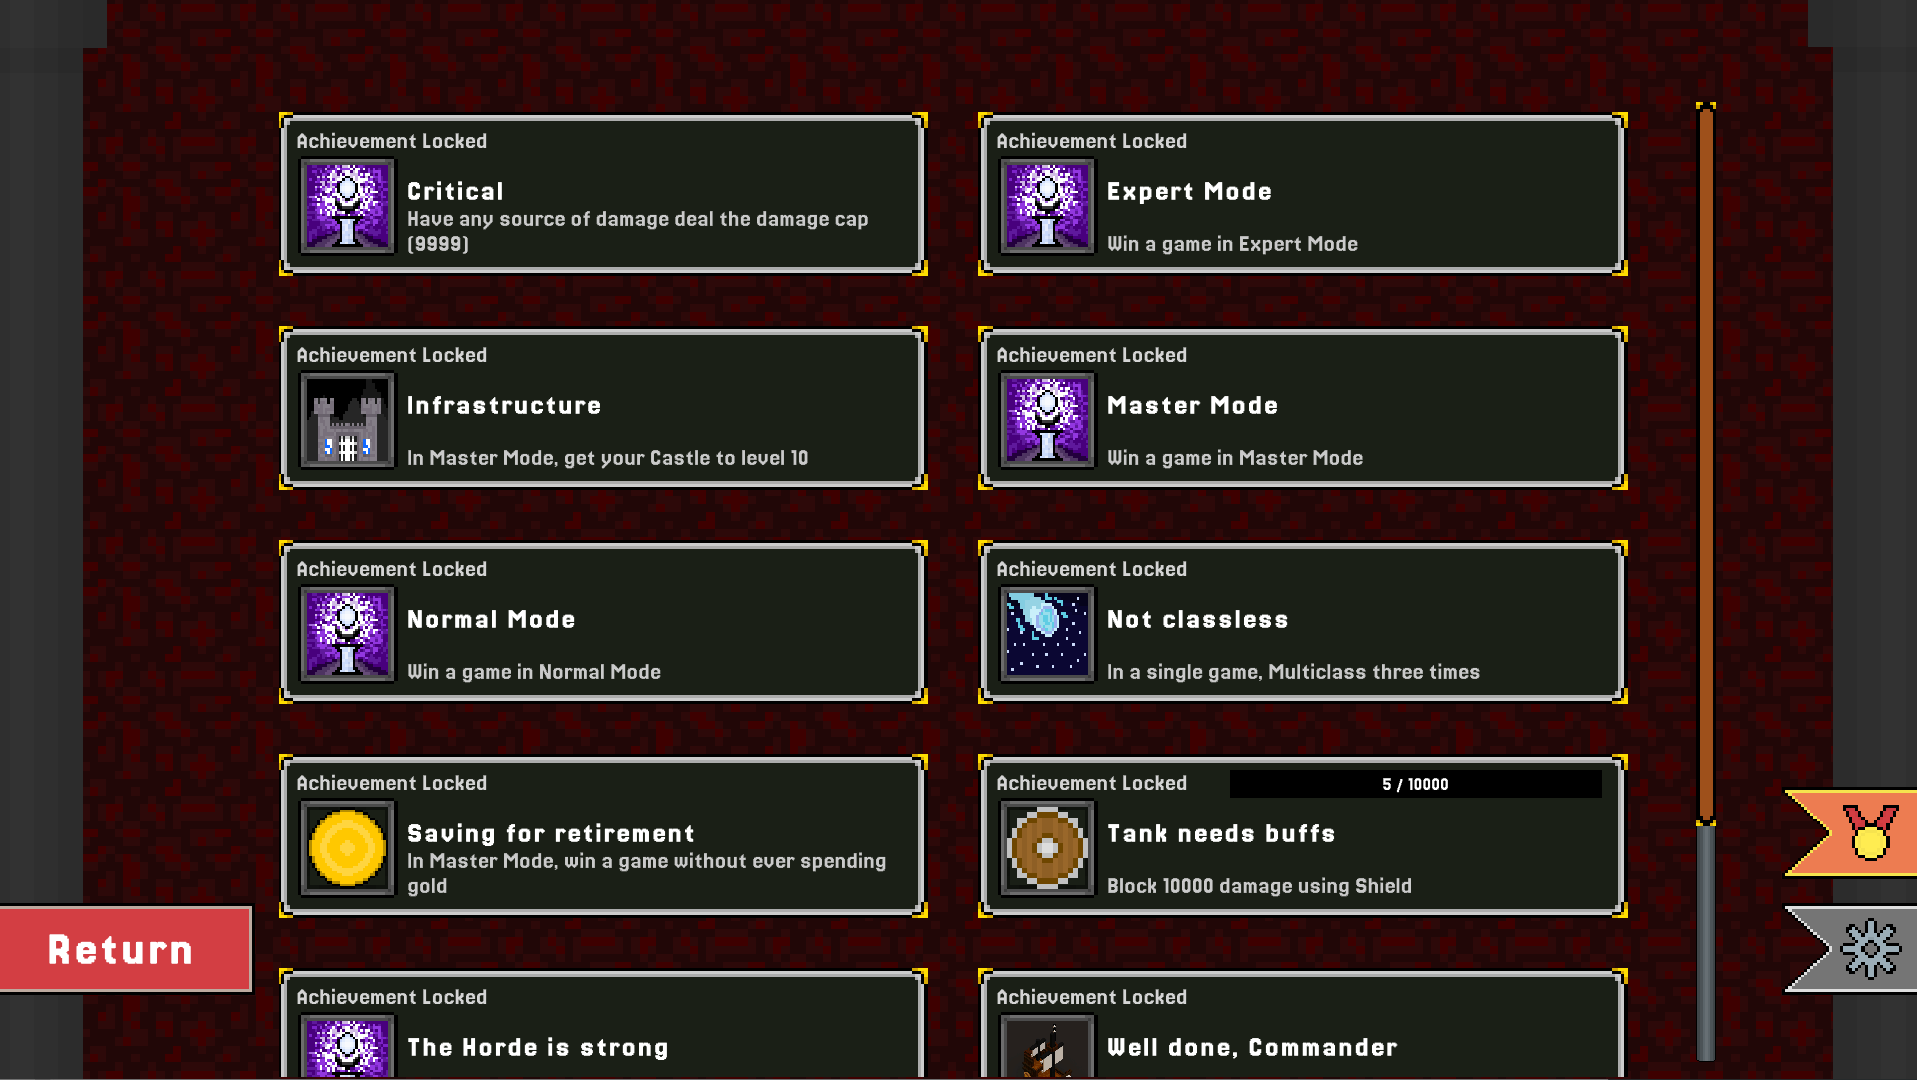 Achievement Locked
Critical
Have any source of damage deal the damage cap
(9999)
Achievement Locked
Expert Mode
Win a game in Expert Mode
Achievement Locked
Infrastructure
In Master Mode, get your Castle to level 10
Achievement Locked
Master Mode
Win a game in Master Mode
Achievement Locked
Normal Mode
Win a game in Normal Mode
Achievement Locked
Not classless
In a single game, Multiclass three times
Achievement Locked
Saving for retirement
In Master Mode, win a game without ever spending
gold
Achievement Locked
5 / 10000
Tank needs buffs
Block 10000 damage using Shield
Return
Achievement Locked
The Horde is strong
Achievement Locked
Well done, Commander